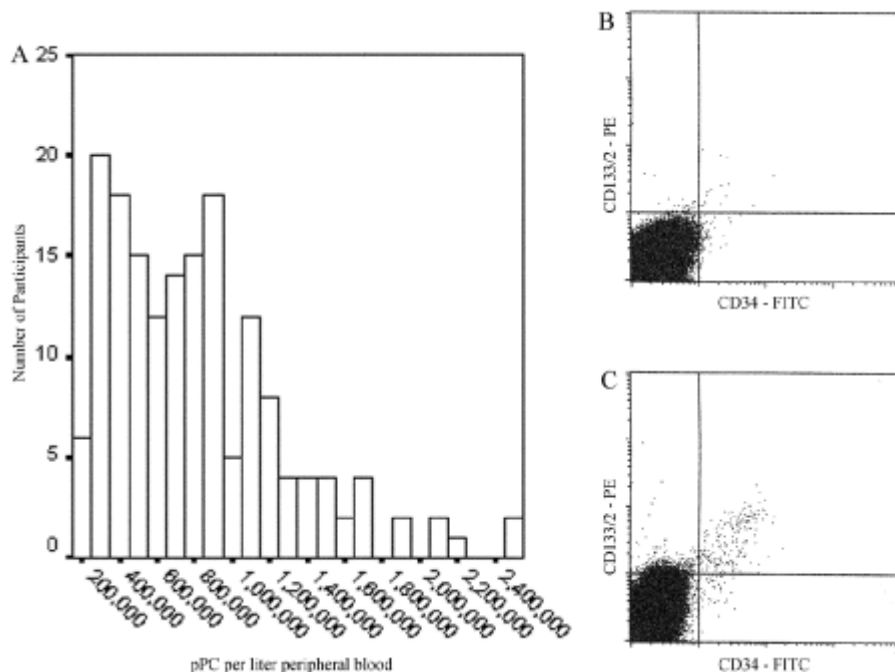 A
25
20
15
10
5
0
Number of Participants
200,000
400,000
600,000
800,000
1,000,000
1,200,000
1,400,000
1,600,000
1,800,000
2,000,000
2,200,000
2,400,000
pPC per liter peripheral blood
B
CD133/2 - PE
CD34 - FITC
C
CD133/2 - PE
CD34 - FITC